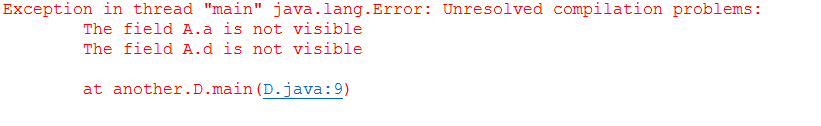 Exception in thread "main" java.lang.Error: Unresolved compilation problems:
The field A.a is not visible
The field A.d is not visible
at another.D.main(D.java:9)